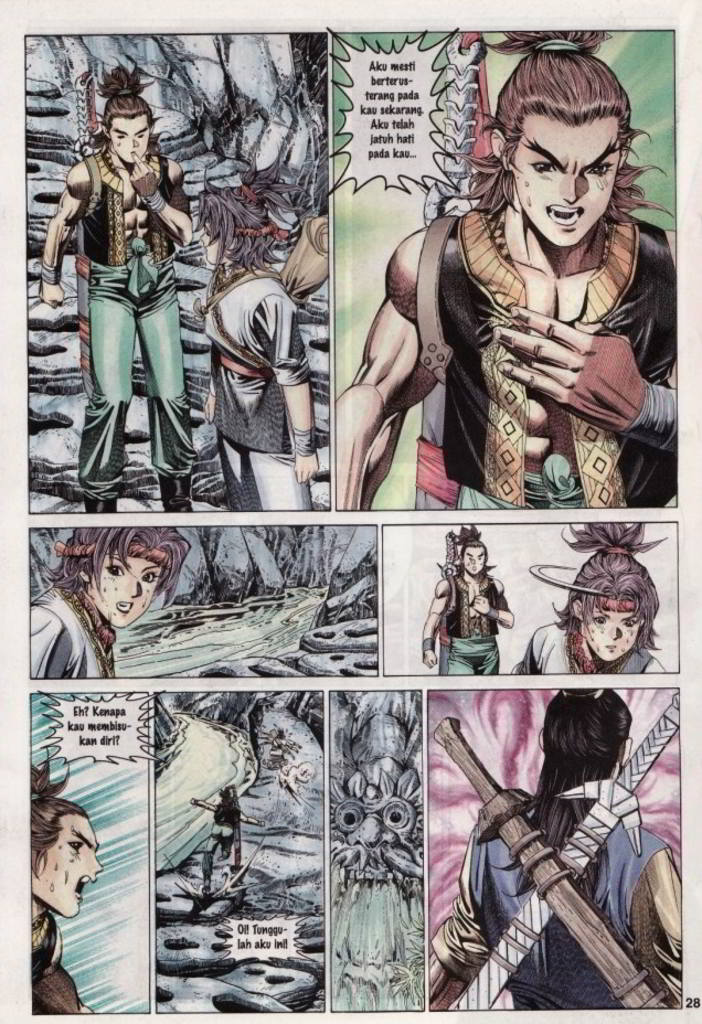 Aku mesti
berterus-
terang pada
kau sekarang.
Aku telah
jatuh hati
pada kau...
Eh? Kenapa
kau membisu-
kan diri?
Oi! Tunggu-
lah aku ini!
28